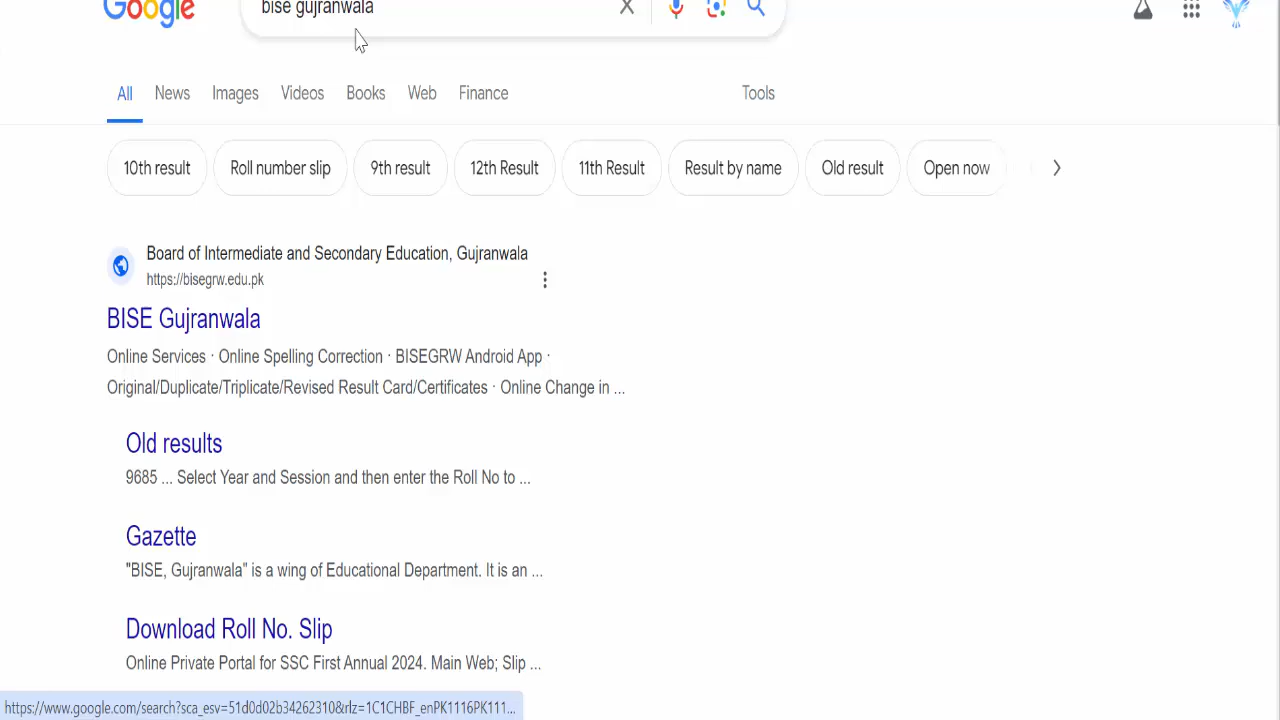 Google
bise gujranwala
All News Images Videos Books Web Finance Tools
10th result Roll number slip 9th result 12th Result 11th Result Result by name Old result Open now
Board of Intermediate and Secondary Education, Gujranwala
https://bisegrw.edu.pk
BISE Gujranwala
Online Services · Online Spelling Correction · BISEGRW Android App ·
Original/Duplicate/Triplicate/Revised Result Card/Certificates · Online Change in ...
Old results
9685 ... Select Year and Session and then enter the Roll No to ...
Gazette
"BISE, Gujranwala" is a wing of Educational Department. It is an ...
Download Roll No. Slip
Online Private Portal for SSC First Annual 2024. Main Web; Slip ...
https://www.google.com/search?sca_esv=51d0d02b34262310&rlz=1C1CHBF_enPK1116PK111...